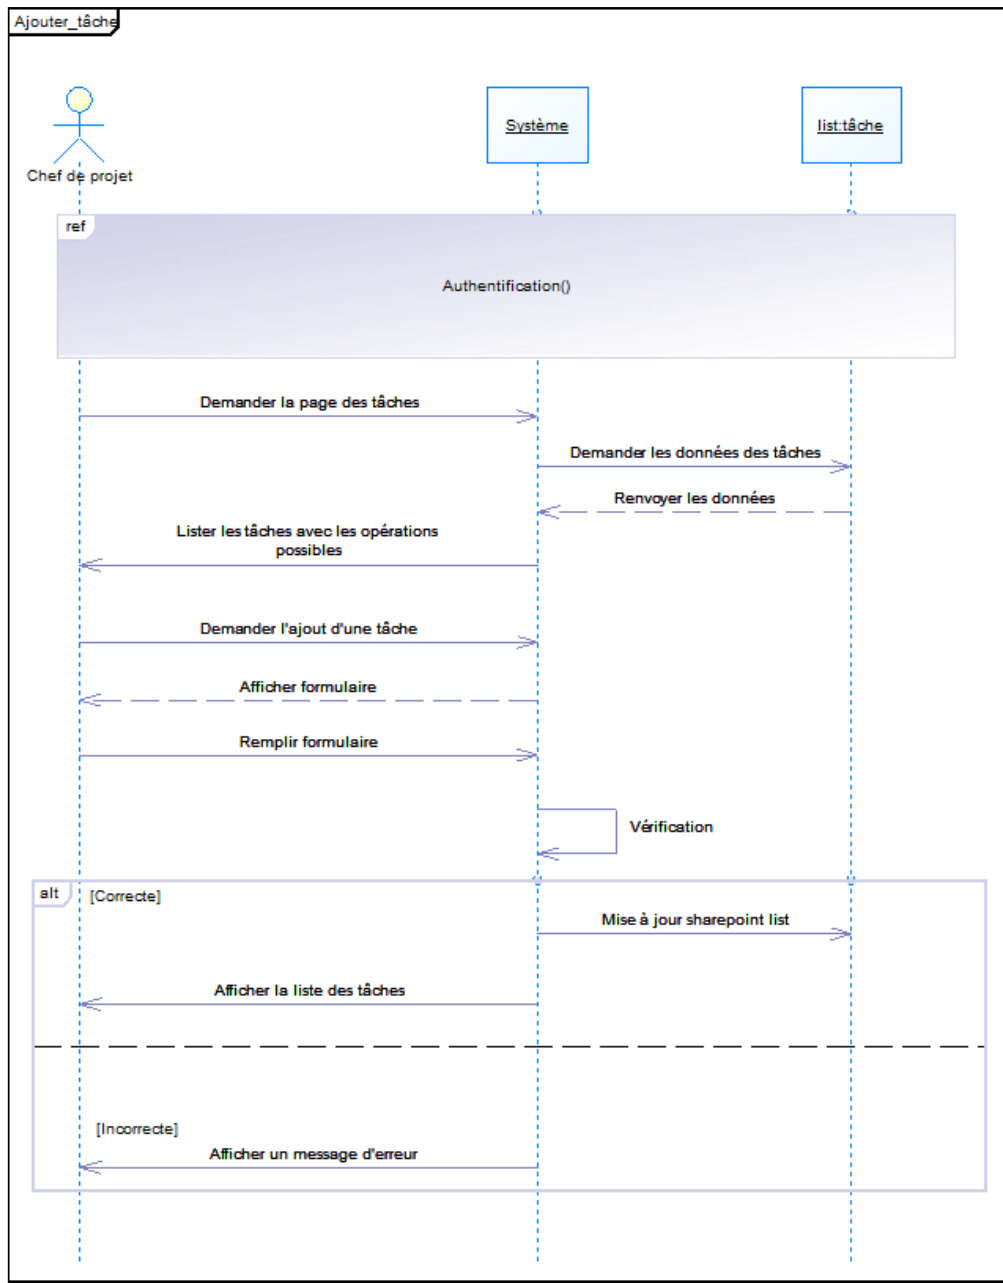 Ajouter_tâche
Système
list:tâche
Chef de projet
ref
Authentification()
Demander la page des tâches
Demander les données des tâches
Renvoyer les données
Lister les tâches avec les opérations
possibles
Demander l'ajout d'une tâche
Afficher formulaire
Remplir formulaire
Vérification
alt
[Correcte]
Mise à jour sharepoint list
Afficher la liste des tâches
[Incorrecte]
Afficher un message d'erreur